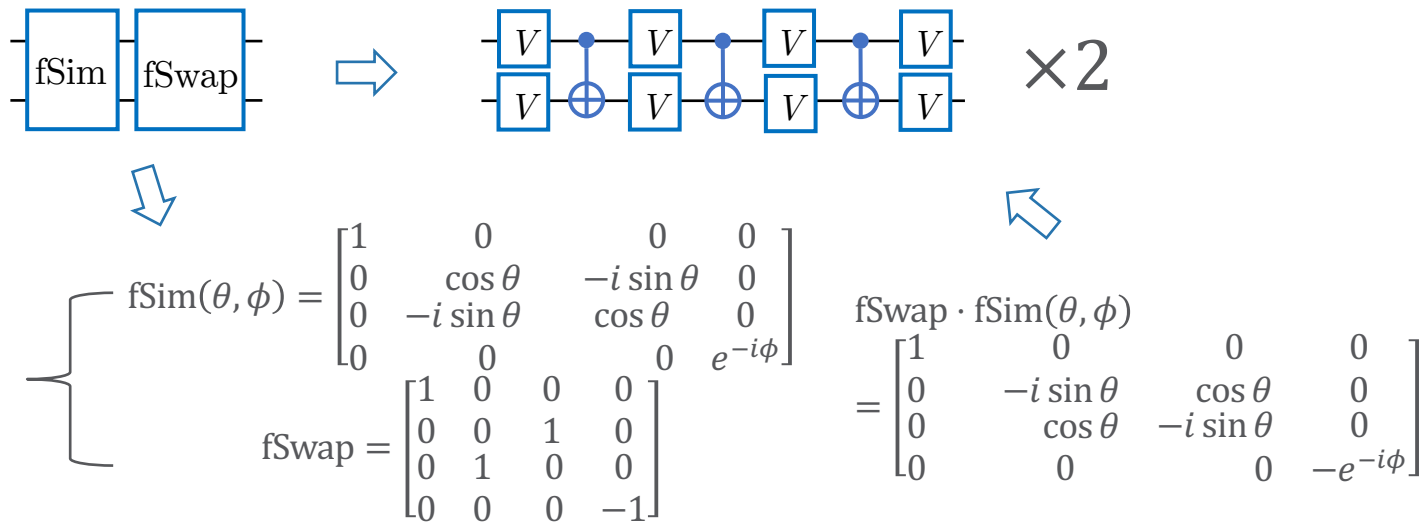 fSim fSwap
V V V V
V V V V
×2
fSim(θ, ϕ) = [1 0 0 0
0 cos θ −i sin θ 0
0 −i sin θ cos θ 0
0 0 0 e^{−iϕ}]
fSwap = [1 0 0 0
0 0 1 0
0 1 0 0
0 0 0 −1]
fSwap · fSim(θ, ϕ)
= [1 0 0 0
0 −i sin θ cos θ 0
0 cos θ −i sin θ 0
0 0 0 −e^{−iϕ}]